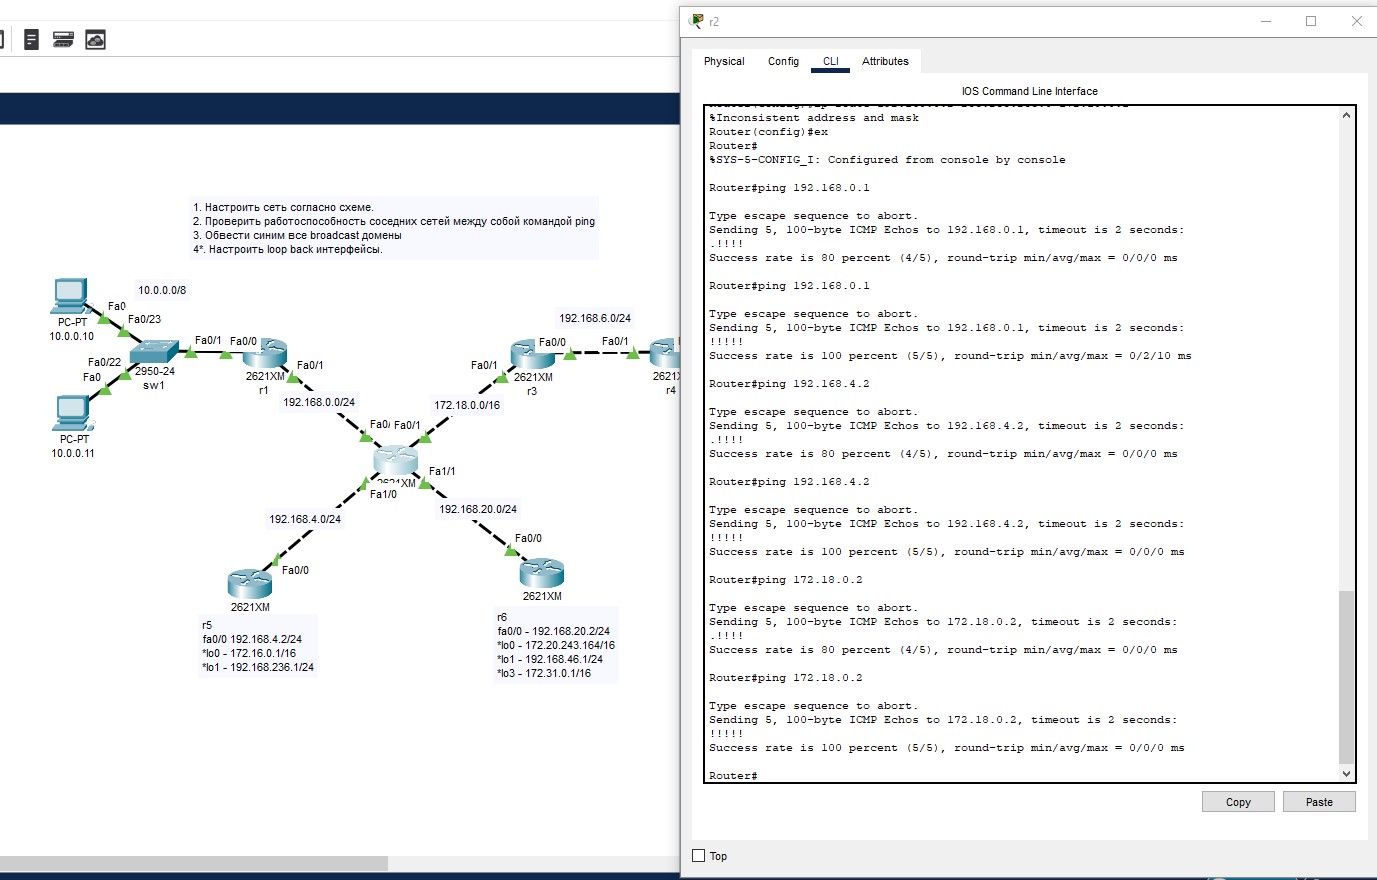 1. Настроить сеть согласно схеме.
2. Проверить работоспособность соседних сетей между собой командой ping
3. Обвести синим все broadcast домены
4*. Настроить loop back интерфейсы.
10.0.0.0/8
Fa0
Fa0/23
PC-PT
10.0.0.10
Fa0/22
Fa0
PC-PT
10.0.0.11
2950-24
sw1
Fa0/1
Fa0/0
2621XM
r1
Fa0/1
192.168.0.0/24
192.168.6.0/24
Fa0/0
Fa0/1
Fa0/1
2621XM
r3
r4
172.18.0.0/16
Fa0/1
Fa1/1
Fa1/0
192.168.4.0/24
192.168.20.0/24
Fa0/0
2621XM
Fa0/0
2621XM
r5
fa0/0 192.168.4.2/24
*lo0 - 172.16.0.1/16
*lo1 - 192.168.236.1/24
r6
fa0/0 - 192.168.20.2/24
*lo0 - 172.20.243.164/16
*lo1 - 192.168.46.1/24
*lo3 - 172.31.0.1/16
r2
Physical Config CLI Attributes
IOS Command Line Interface
%Inconsistent address and mask
Router(config)#ex
Router#
%SYS-5-CONFIG_I: Configured from console by console
Router#ping 192.168.0.1
Type escape sequence to abort.
Sending 5, 100-byte ICMP Echos to 192.168.0.1, timeout is 2 seconds:
.!!!!
Success rate is 80 percent (4/5), round-trip min/avg/max = 0/0/0 ms
Router#ping 192.168.0.1
Type escape sequence to abort.
Sending 5, 100-byte ICMP Echos to 192.168.0.1, timeout is 2 seconds:
!!!!!
Success rate is 100 percent (5/5), round-trip min/avg/max = 0/2/10 ms
Router#ping 192.168.4.2
Type escape sequence to abort.
Sending 5, 100-byte ICMP Echos to 192.168.4.2, timeout is 2 seconds:
.!!!!
Success rate is 80 percent (4/5), round-trip min/avg/max = 0/0/0 ms
Router#ping 192.168.4.2
Type escape sequence to abort.
Sending 5, 100-byte ICMP Echos to 192.168.4.2, timeout is 2 seconds:
!!!!!
Success rate is 100 percent (5/5), round-trip min/avg/max = 0/0/0 ms
Router#ping 172.18.0.2
Type escape sequence to abort.
Sending 5, 100-byte ICMP Echos to 172.18.0.2, timeout is 2 seconds:
.!!!!
Success rate is 80 percent (4/5), round-trip min/avg/max = 0/0/0 ms
Router#ping 172.18.0.2
Type escape sequence to abort.
Sending 5, 100-byte ICMP Echos to 172.18.0.2, timeout is 2 seconds:
!!!!!
Success rate is 100 percent (5/5), round-trip min/avg/max = 0/0/0 ms
Router#
Copy Paste
Top